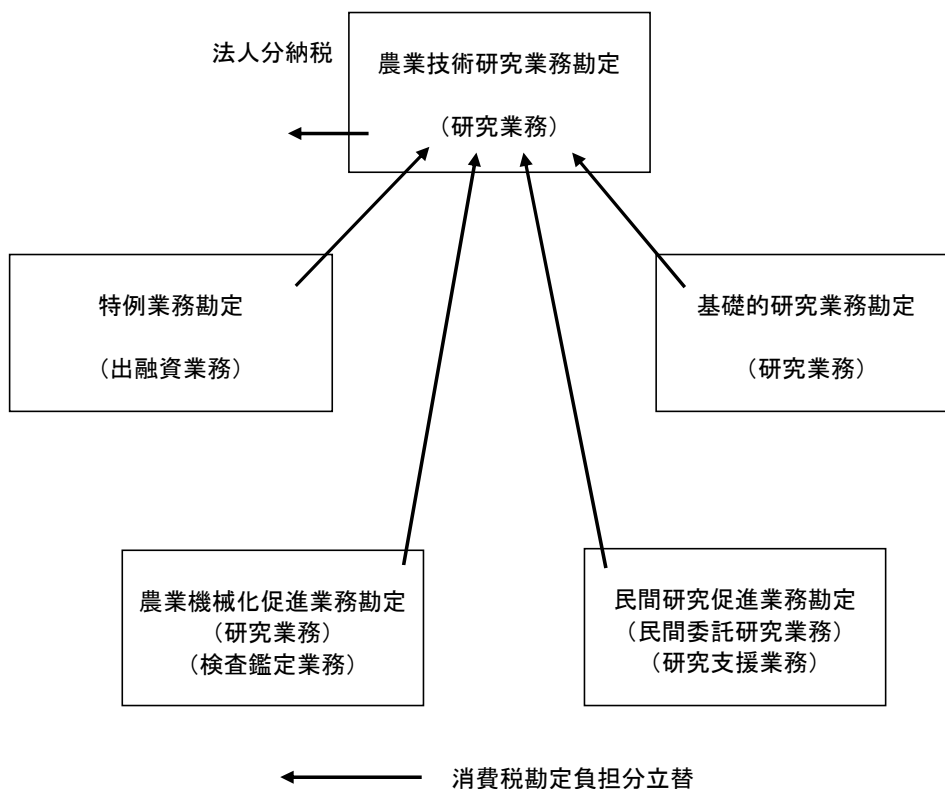 法人分納税
農業技術研究業務勘定
（研究業務）
特例業務勘定
（出融資業務）
基礎的研究業務勘定
（研究業務）
農業機械化促進業務勘定
（研究業務）
（検査鑑定業務）
民間研究促進業務勘定
（民間委託研究業務）
（研究支援業務）
消費税勘定負担分立替